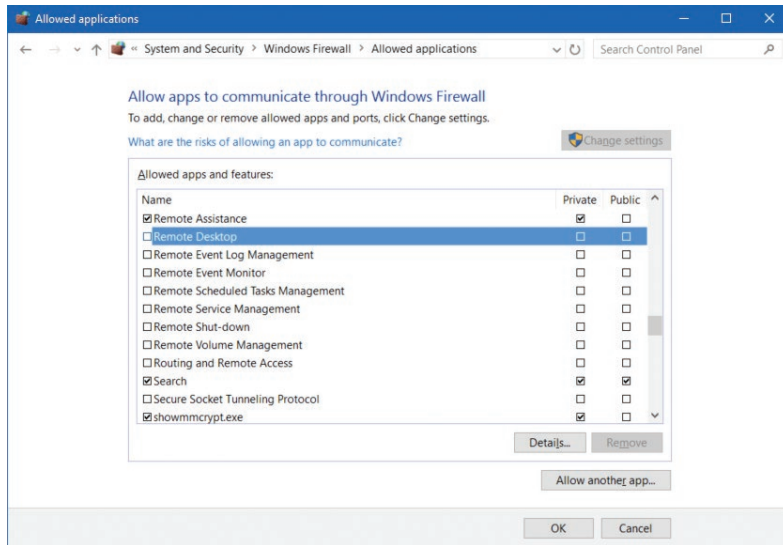 Allowed applications
« System and Security > Windows Firewall > Allowed applications
Search Control Panel
Allow apps to communicate through Windows Firewall
To add, change or remove allowed apps and ports, click Change settings.
What are the risks of allowing an app to communicate?
Change settings
Allowed apps and features:
Name Private Public
Remote Assistance
Remote Desktop
Remote Event Log Management
Remote Event Monitor
Remote Scheduled Tasks Management
Remote Service Management
Remote Shut-down
Remote Volume Management
Routing and Remote Access
Search
Secure Socket Tunneling Protocol
showmmcrypt.exe
Details... Remove
Allow another app...
OK Cancel